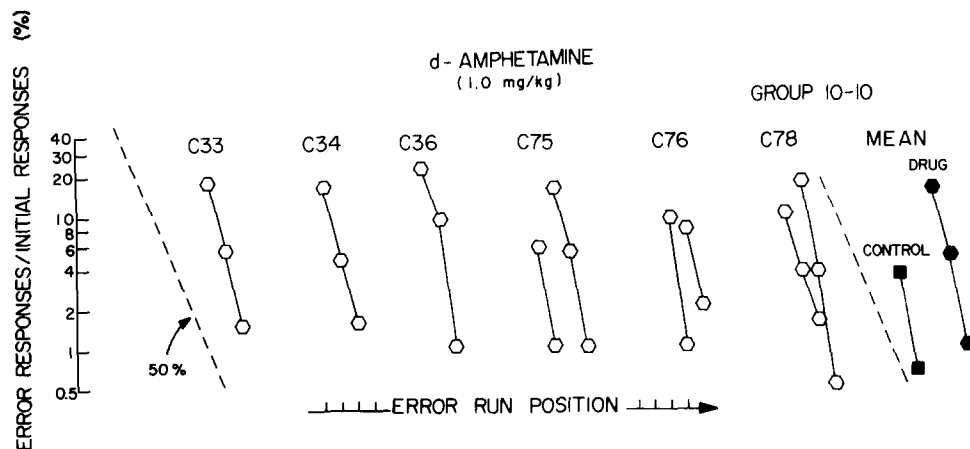 d-AMPHETAMINE
(1.0 mg/kg)
GROUP 10-10
ERROR RESPONSES/INITIAL RESPONSES (%)
C33 C34 C36 C75 C76 C78 MEAN
DRUG
CONTROL
40
30
20
10
8
6
4
2
1
0.5
50%
ERROR RUN POSITION